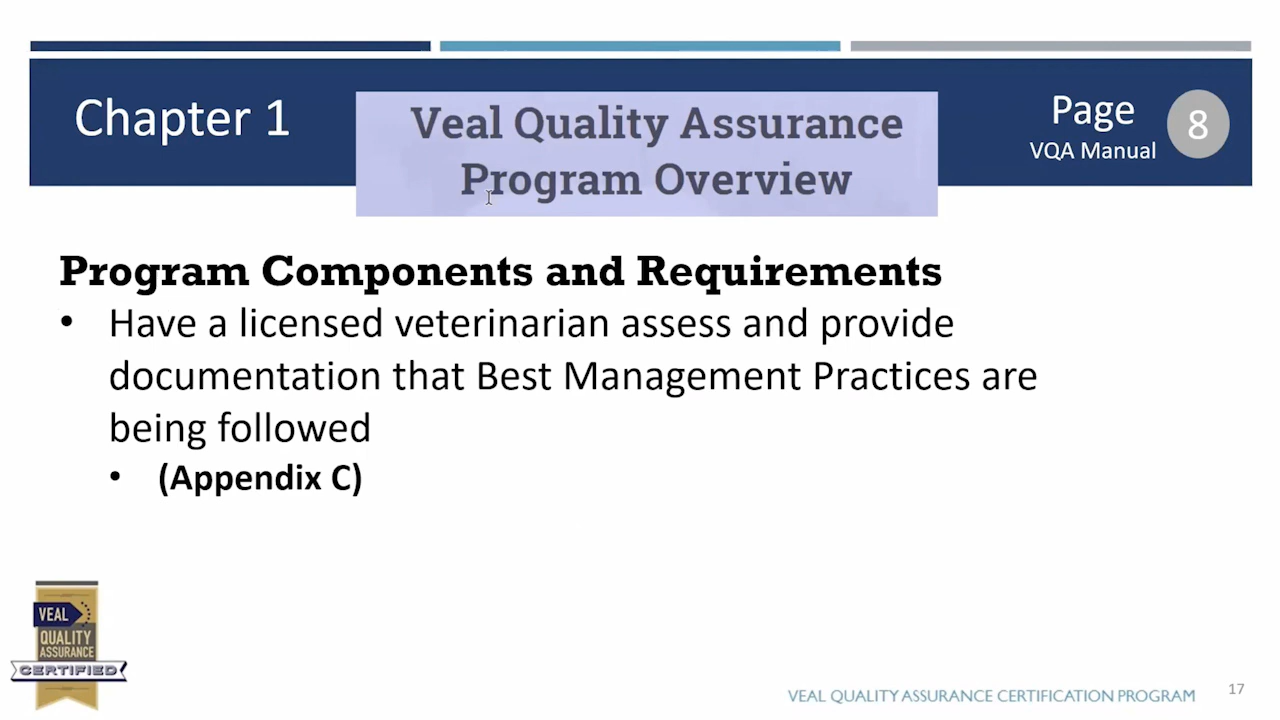 Chapter 1
Veal Quality Assurance
Program Overview
Page
VQA Manual
8
Program Components and Requirements
• Have a licensed veterinarian assess and provide
documentation that Best Management Practices are
being followed
• (Appendix C)
VEAL
QUALITY
ASSURANCE
CERTIFIED
VEAL QUALITY ASSURANCE CERTIFICATION PROGRAM
17